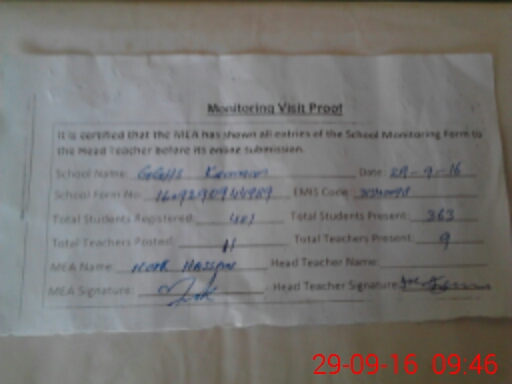 Monitoring Visit Proof
It is certified that the MEA has shown all entries of the School Monitoring Form to
the Head Teacher before its online submission.
School Name: GGHS Date: 29-9-16
School Form No: EMIS Code:
Total Students Registered: Total Students Present: 363
Total Teachers Posted: 11 Total Teachers Present: 9
MEA Name: Head Teacher Name:
MEA Signature: Head Teacher Signature:
29-09-16 09:46